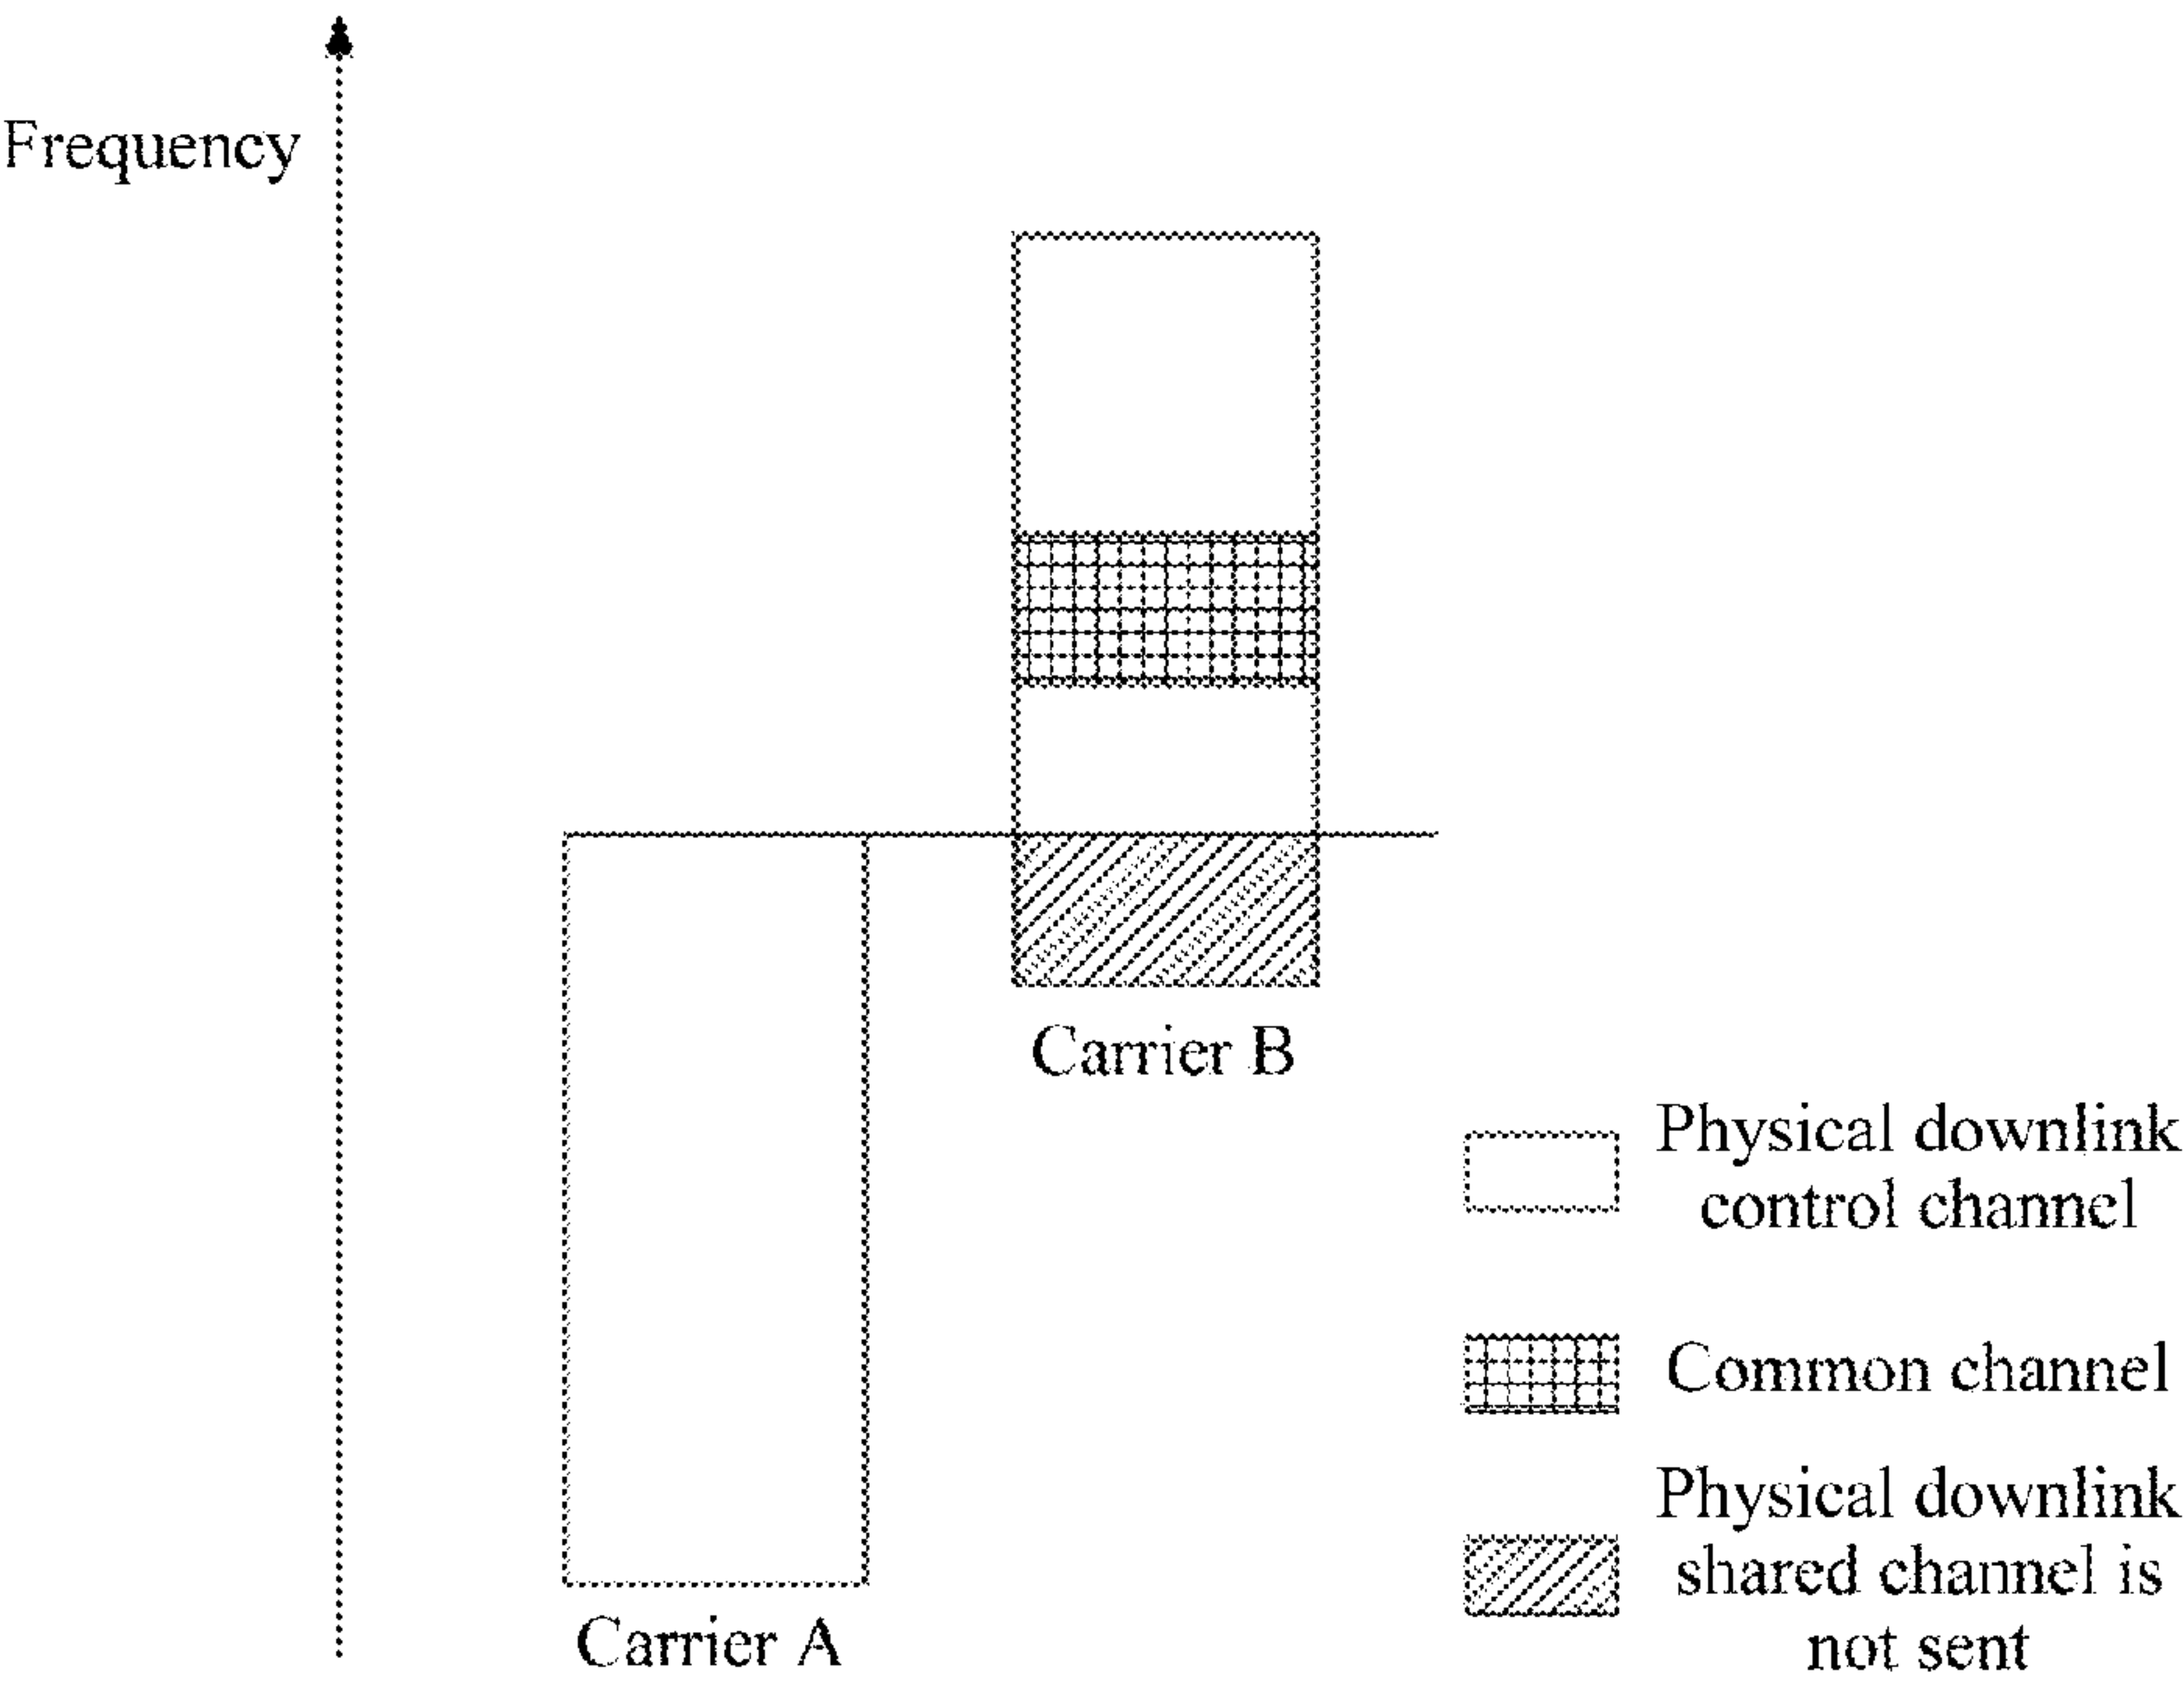 Frequency
Carrier B
Carrier A
Physical downlink
control channel
Common channel
Physical downlink
shared channel is
not sent